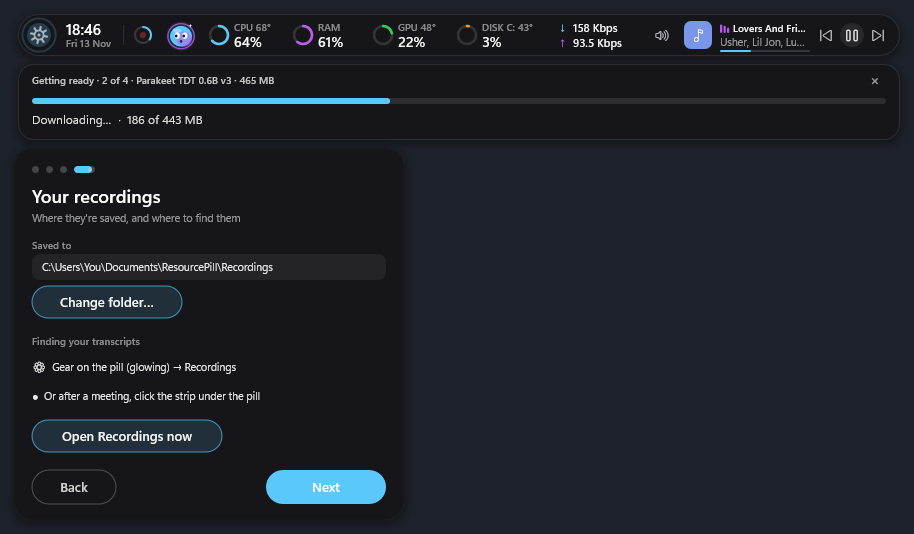 18:46
Fri 13 Nov
CPU 68°
64%
RAM
61%
GPU 48°
22%
DISK C: 43°
3%
↓ 158 Kbps
↑ 93.5 Kbps
Lovers And Fri...
Usher, Lil Jon, Lu...
Getting ready · 2 of 4 · Parakeet TDT 0.6B v3 · 465 MB
Downloading... · 186 of 443 MB
Your recordings
Where they're saved, and where to find them
Saved to
C:\Users\You\Documents\ResourcePill\Recordings
Change folder...
Finding your transcripts
Gear on the pill (glowing) → Recordings
● Or after a meeting, click the strip under the pill
Open Recordings now
Back
Next